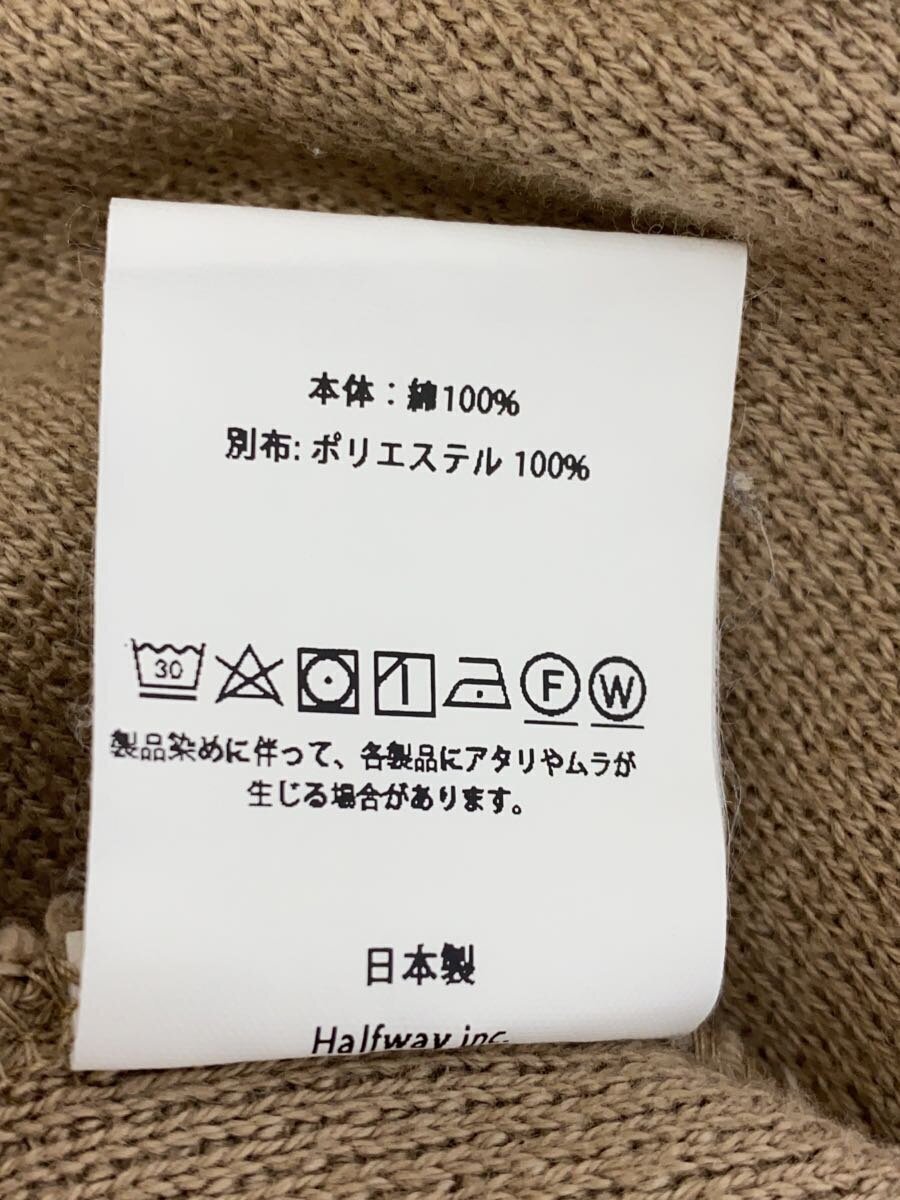 本体：綿100%
別布: ポリエステル 100%
30
F W
製品染めに伴って、各製品にアタリやムラが
生じる場合があります。
日本製
Halfway inc.